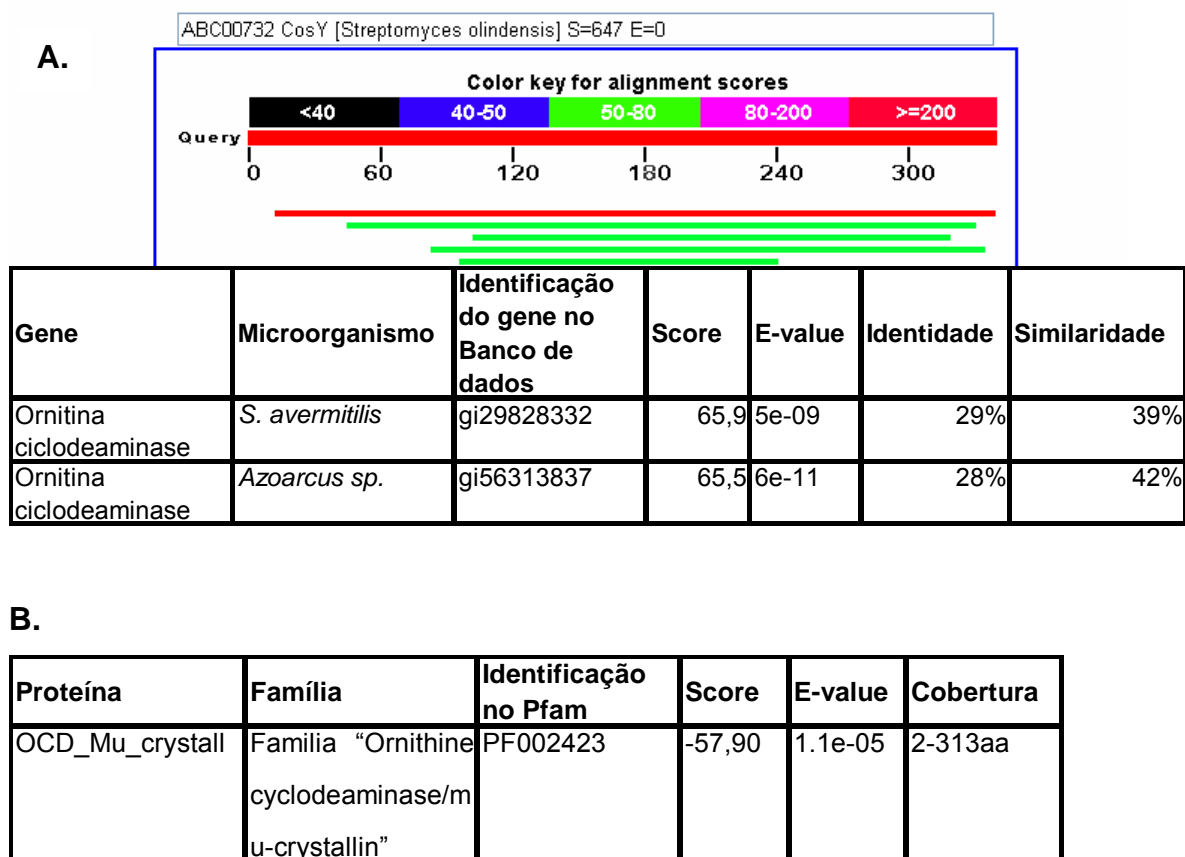 ABC00732 CosY [Streptomyces olindensis] S=647 E=0
A.
Color key for alignment scores
<40 40-50 50-80 80-200 >=200
Query
0 60 120 180 240 300
Gene Microorganismo Identificação do gene no Banco de dados Score E-value Identidade Similaridade
Ornitina ciclodeaminase S. avermitilis gi29828332 65,9 5e-09 29% 39%
Ornitina ciclodeaminase Azoarcus sp. gi56313837 65,5 6e-11 28% 42%
B.
Proteína Família Identificação no Pfam Score E-value Cobertura
OCD_Mu_crystall Familia “Ornithine PF002423 -57,90 1.1e-05 2-313aa
cyclodeaminase/m
u-crystallin”